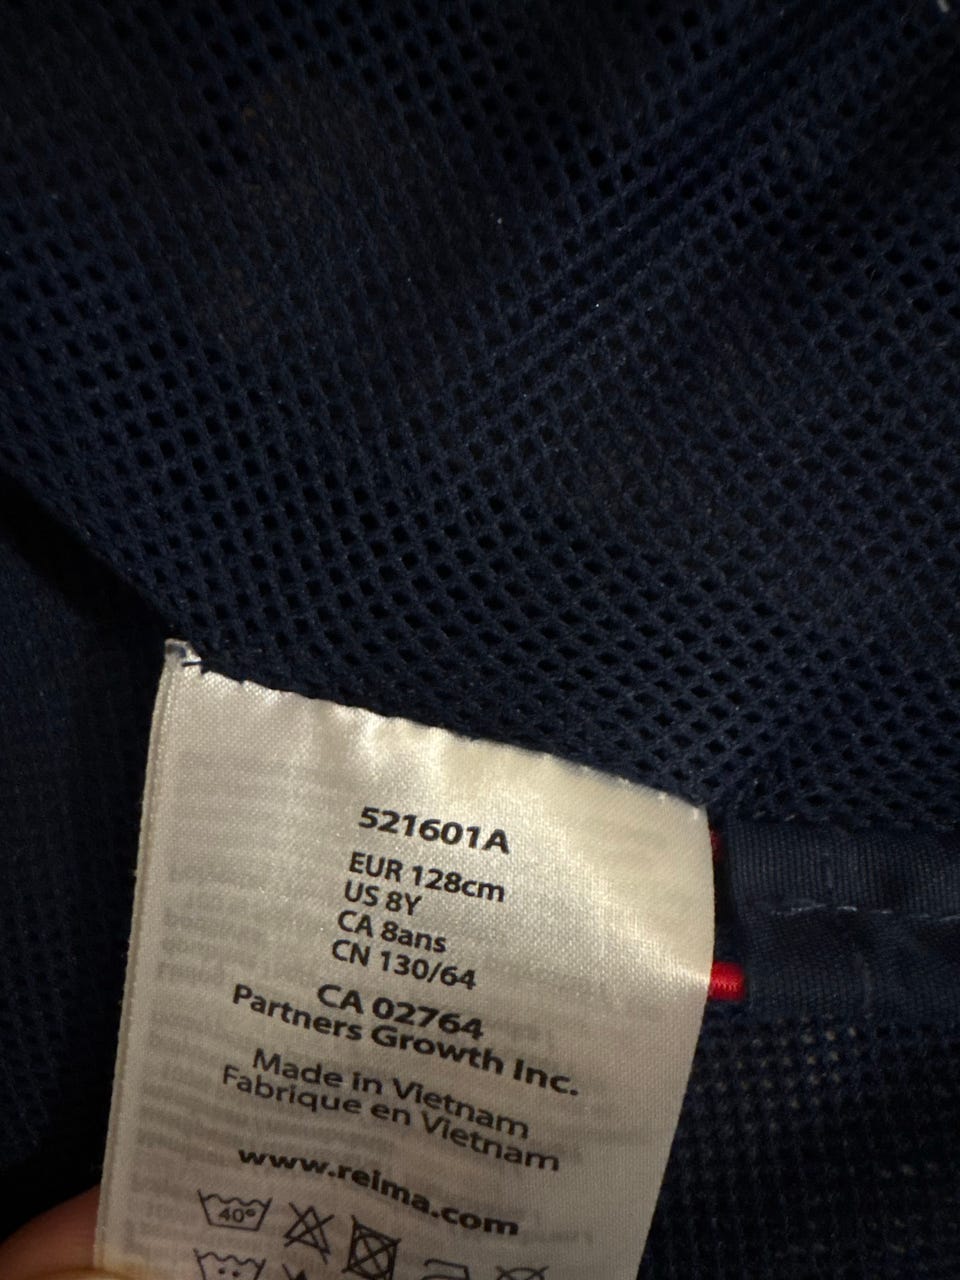 521601A
EUR 128cm
US 8Y
CA 8ans
CN 130/64
CA 02764
Partners Growth Inc.
Made in Vietnam
Fabrique en Vietnam
www.reima.com
40°